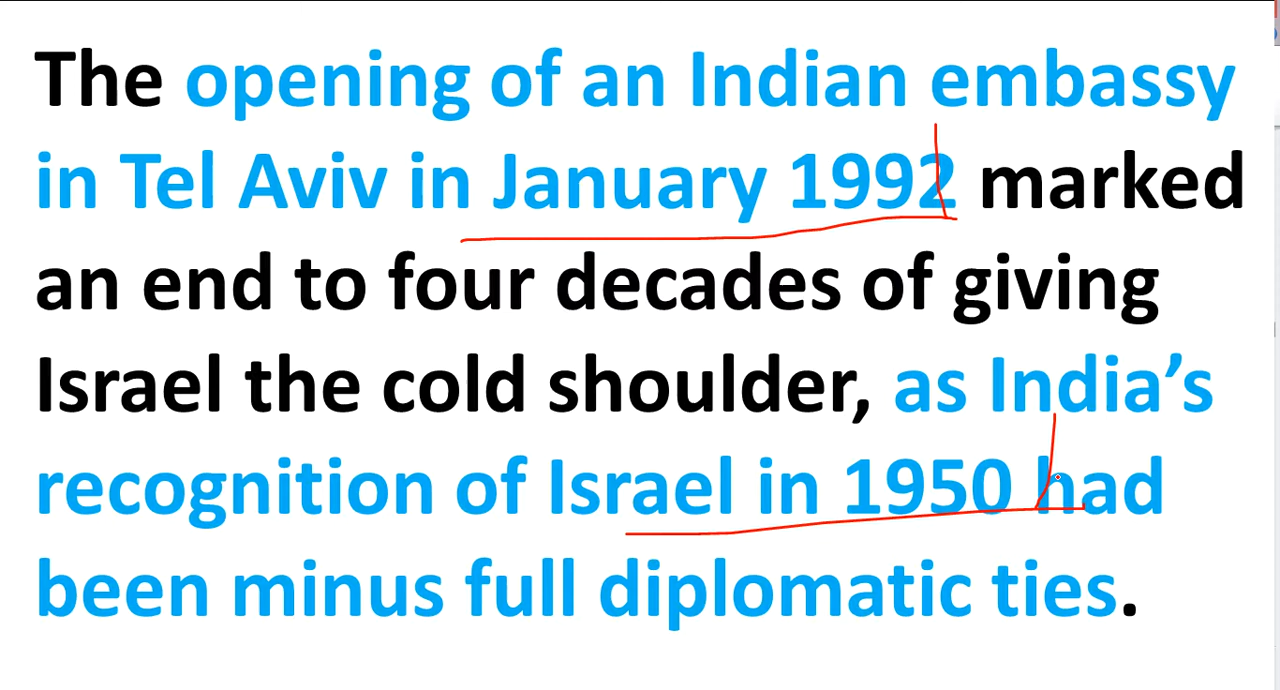 The opening of an Indian embassy
in Tel Aviv in January 1992 marked
an end to four decades of giving
Israel the cold shoulder, as India’s
recognition of Israel in 1950 had
been minus full diplomatic ties.